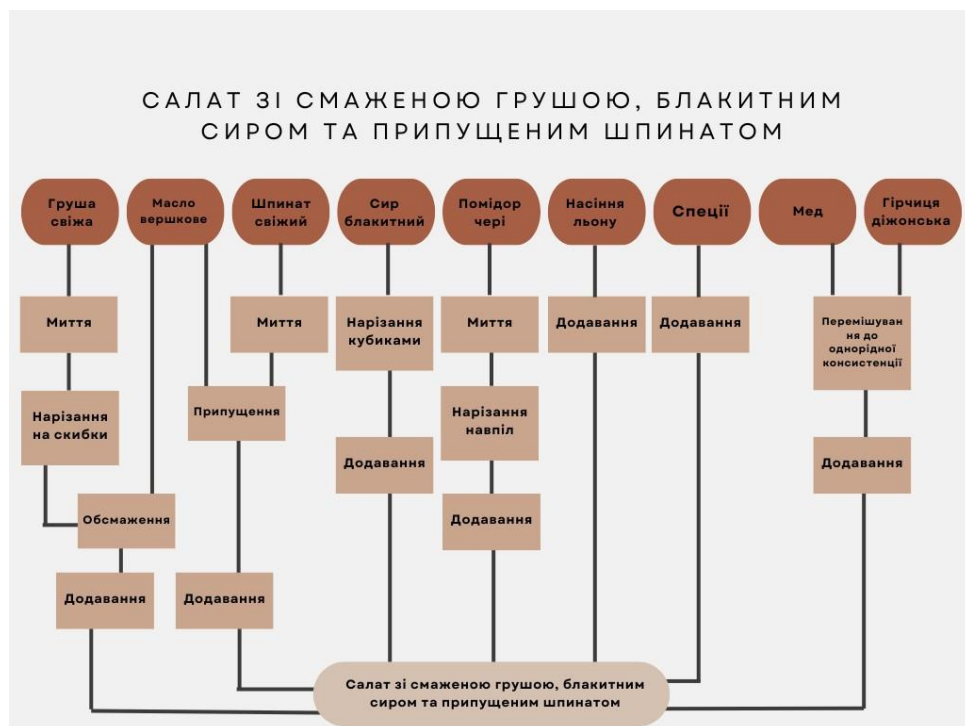 САЛАТ ЗІ СМАЖЕНОЮ ГРУШОЮ, БЛАКИТНИМ
СИРОМ ТА ПРИПУЩЕНИМ ШПИНАТОМ
Груша
свіжа
Масло
вершкове
Шпинат
свіжий
Сир
блакитний
Помідор
чері
Насіння
льону
Спеції
Мед
Гірчиця
діжонська
Миття
Миття
Нарізання
кубиками
Миття
Додавання
Додавання
Перемішуван
ня до
однорідної
консистенції
Нарізання
на скибки
Припущення
Нарізання
навпіл
Додавання
Додавання
Обсмаження
Додавання
Додавання
Додавання
Салат зі смаженою грушою, блакитним
сиром та припущеним шпинатом